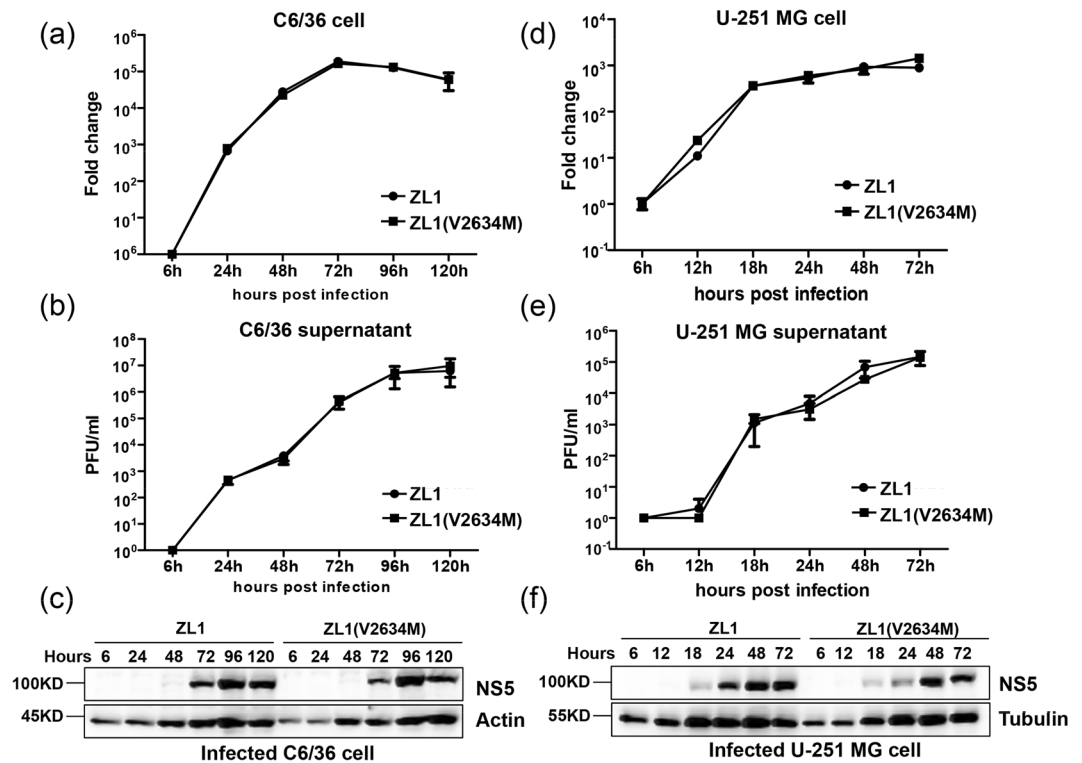 (a)
C6/36 cell
Fold change
10^6
10^5
10^4
10^3
10^2
10^1
10^6
6h 24h 48h 72h 96h 120h
hours post infection
ZL1
ZL1(V2634M)
(b)
C6/36 supernatant
PFU/ml
10^8
10^7
10^6
10^5
10^4
10^3
10^2
10^1
10^0
6h 24h 48h 72h 96h 120h
hours post infection
ZL1
ZL1(V2634M)
(c)
ZL1 ZL1(V2634M)
Hours 6 24 48 72 96 120 6 24 48 72 96 120
100KD NS5
45KD Actin
Infected C6/36 cell
(d)
U-251 MG cell
Fold change
10^4
10^3
10^2
10^1
10^0
10^-1
6h 12h 18h 24h 48h 72h
hours post infection
ZL1
ZL1(V2634M)
(e)
U-251 MG supernatant
PFU/ml
10^6
10^5
10^4
10^3
10^2
10^1
10^0
10^-1
6h 12h 18h 24h 48h 72h
hours post infection
ZL1
ZL1(V2634M)
(f)
ZL1 ZL1(V2634M)
Hours 6 12 18 24 48 72 6 12 18 24 48 72
100KD NS5
55KD Tubulin
Infected U-251 MG cell